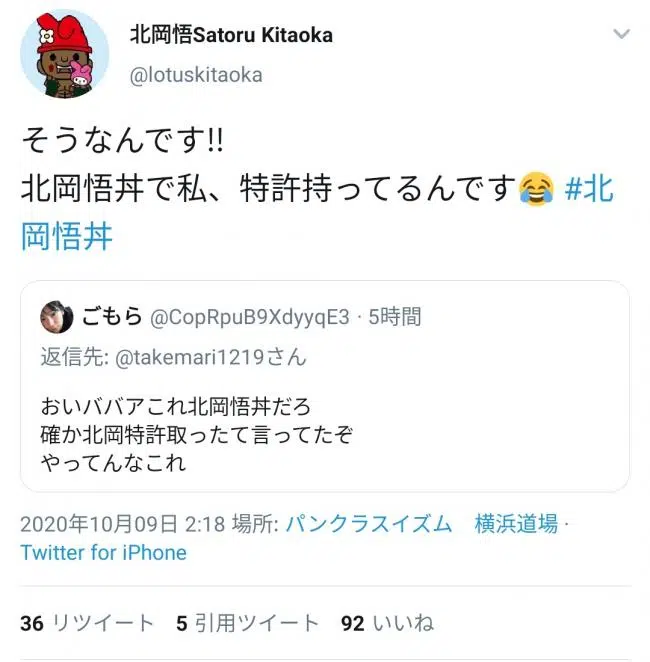 北岡悟Satoru Kitaoka
@lotuskitaoka
そうなんです!!
北岡悟丼で私、特許持ってるんです😂 #北
岡悟丼
ごもら @CopRpuB9XdyyqE3 · 5時間
返信先: @takemari1219さん
おいババアこれ北岡悟丼だろ
確か北岡特許取ったて言ってたぞ
やってんなこれ
2020年10月09日 2:18 場所: パンクラスイズム 横浜道場 ·
Twitter for iPhone
36 リツイート 5 引用ツイート 92 いいね